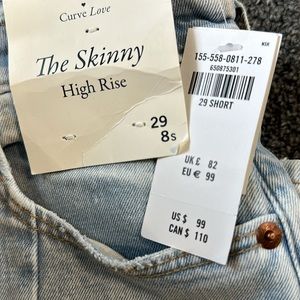 Curve Love
The Skinny
High Rise
29
8s
155-558-0811-278
650875301
29 SHORT
UK £ 82
EU € 99
US $ 99
CAN $ 110